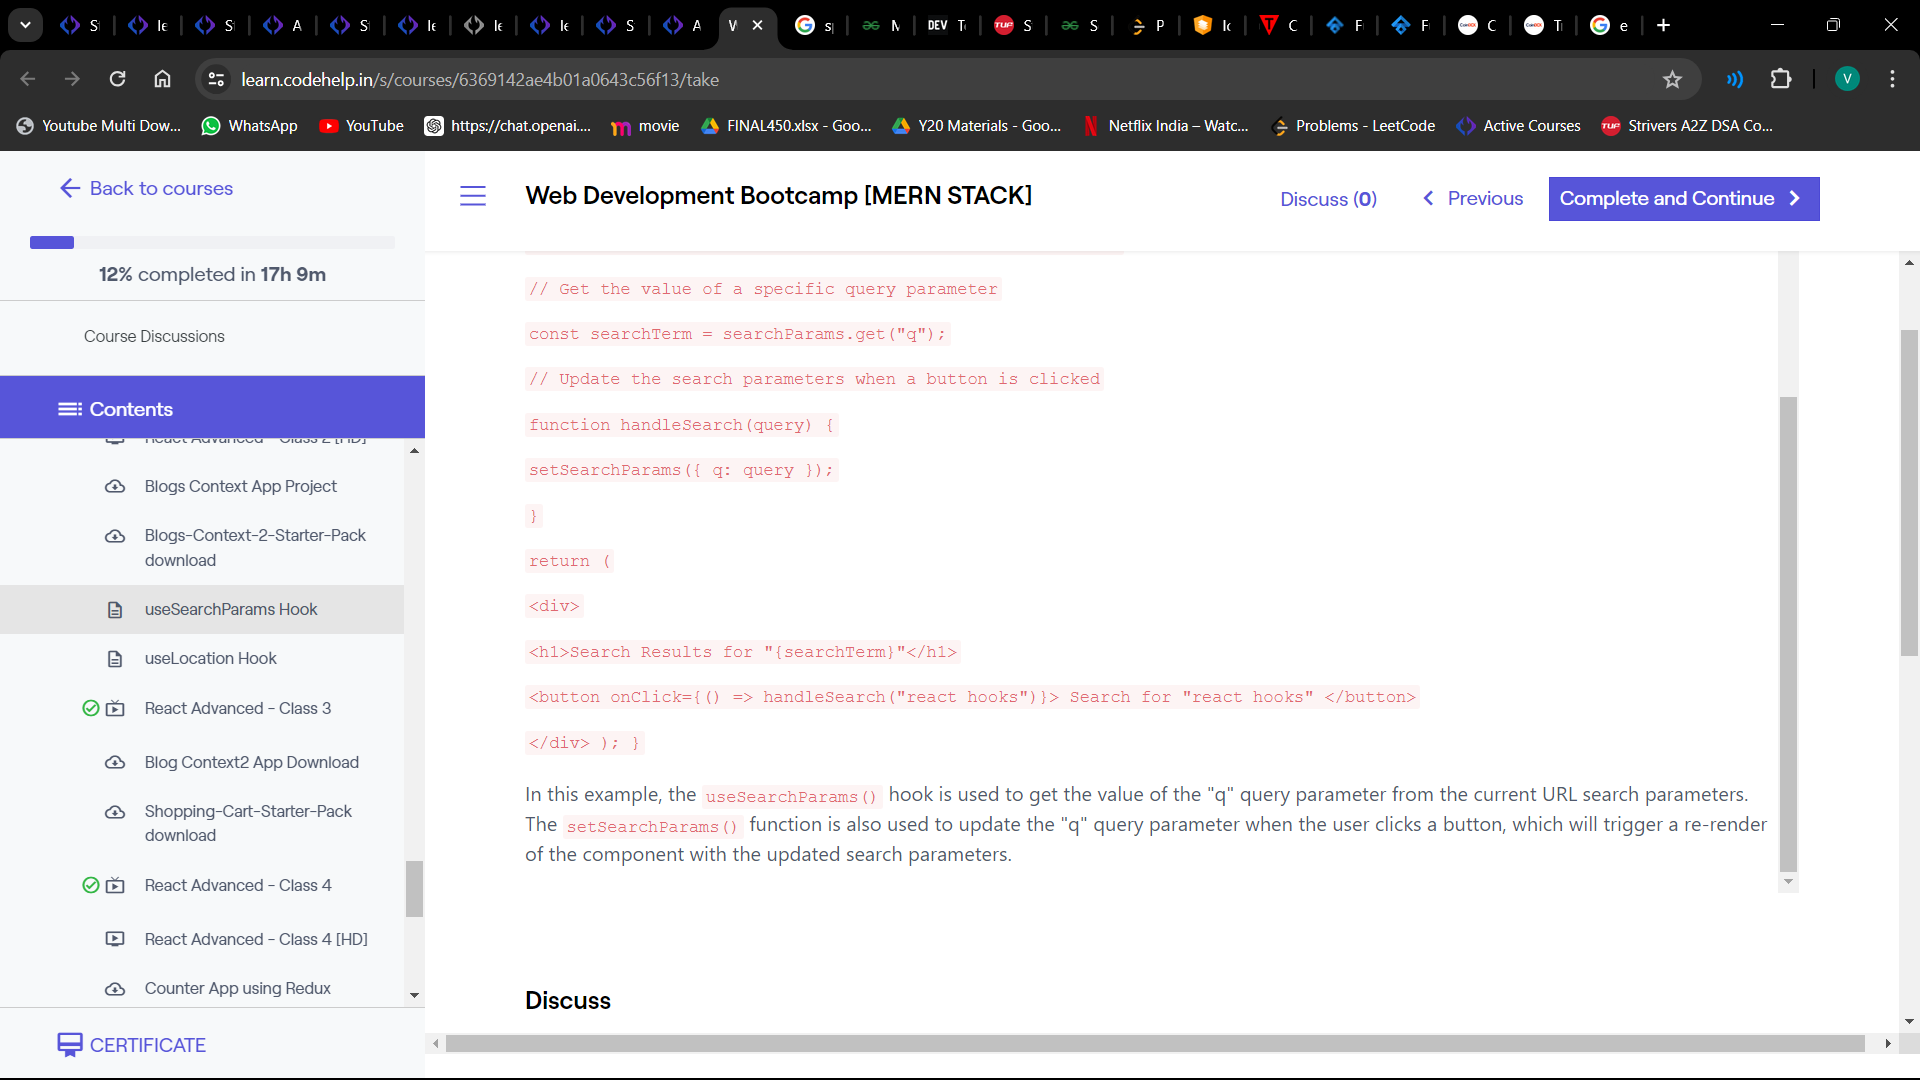 learn.codehelp.in/s/courses/6369142ae4b01a0643c56f13/take
Youtube Multi Dow...
WhatsApp
YouTube
https://chat.openai....
movie
FINAL450.xlsx - Goo...
Y20 Materials - Goo...
Netflix India – Watc...
Problems - LeetCode
Active Courses
Strivers A2Z DSA Co...
Back to courses
12% completed in 17h 9m
Course Discussions
Contents
React Advanced - Class 2 [HD]
Blogs Context App Project
Blogs-Context-2-Starter-Pack
download
useSearchParams Hook
useLocation Hook
React Advanced - Class 3
Blog Context2 App Download
Shopping-Cart-Starter-Pack
download
React Advanced - Class 4
React Advanced - Class 4 [HD]
Counter App using Redux
CERTIFICATE
Web Development Bootcamp [MERN STACK]
Discuss (0)
Previous
Complete and Continue
// Get the value of a specific query parameter
const searchTerm = searchParams.get("q");
// Update the search parameters when a button is clicked
function handleSearch(query) {
setSearchParams({ q: query });
}
return (
<div>
<h1>Search Results for "{searchTerm}"</h1>
<button onClick={() => handleSearch("react hooks")}> Search for "react hooks" </button>
</div> ); }
In this example, the useSearchParams() hook is used to get the value of the "q" query parameter from the current URL search parameters.
The setSearchParams() function is also used to update the "q" query parameter when the user clicks a button, which will trigger a re-render
of the component with the updated search parameters.
Discuss